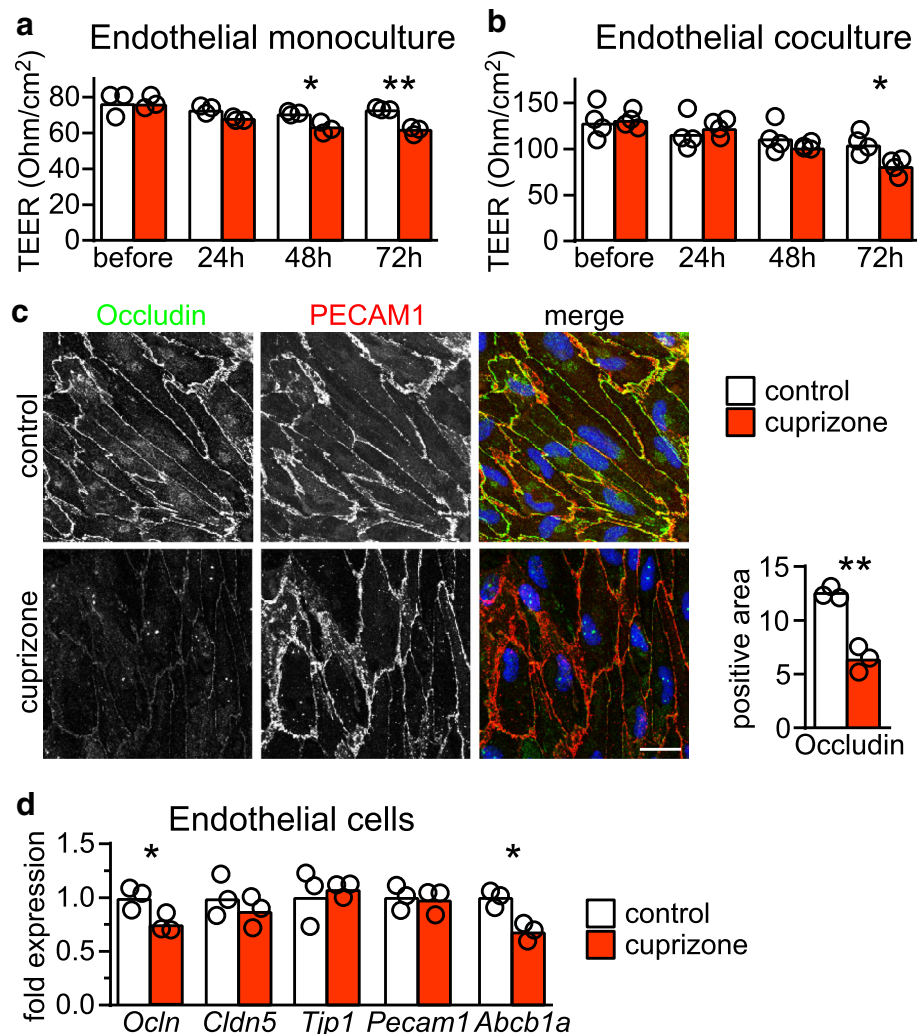 a
Endothelial monoculture
TEER (Ohm/cm²)
80
60
40
20
0
* **
before 24h 48h 72h
b
Endothelial coculture
TEER (Ohm/cm²)
150
100
50
0
*
before 24h 48h 72h
c
Occludin PECAM1 merge
control
cuprizone
control
cuprizone
positive area
15
10
5
0
**
Occludin
d
Endothelial cells
fold expression
1.5
1.0
0.5
0.0
* *
Ocln Cldn5 Tjp1 Pecam1 Abcb1a
control
cuprizone